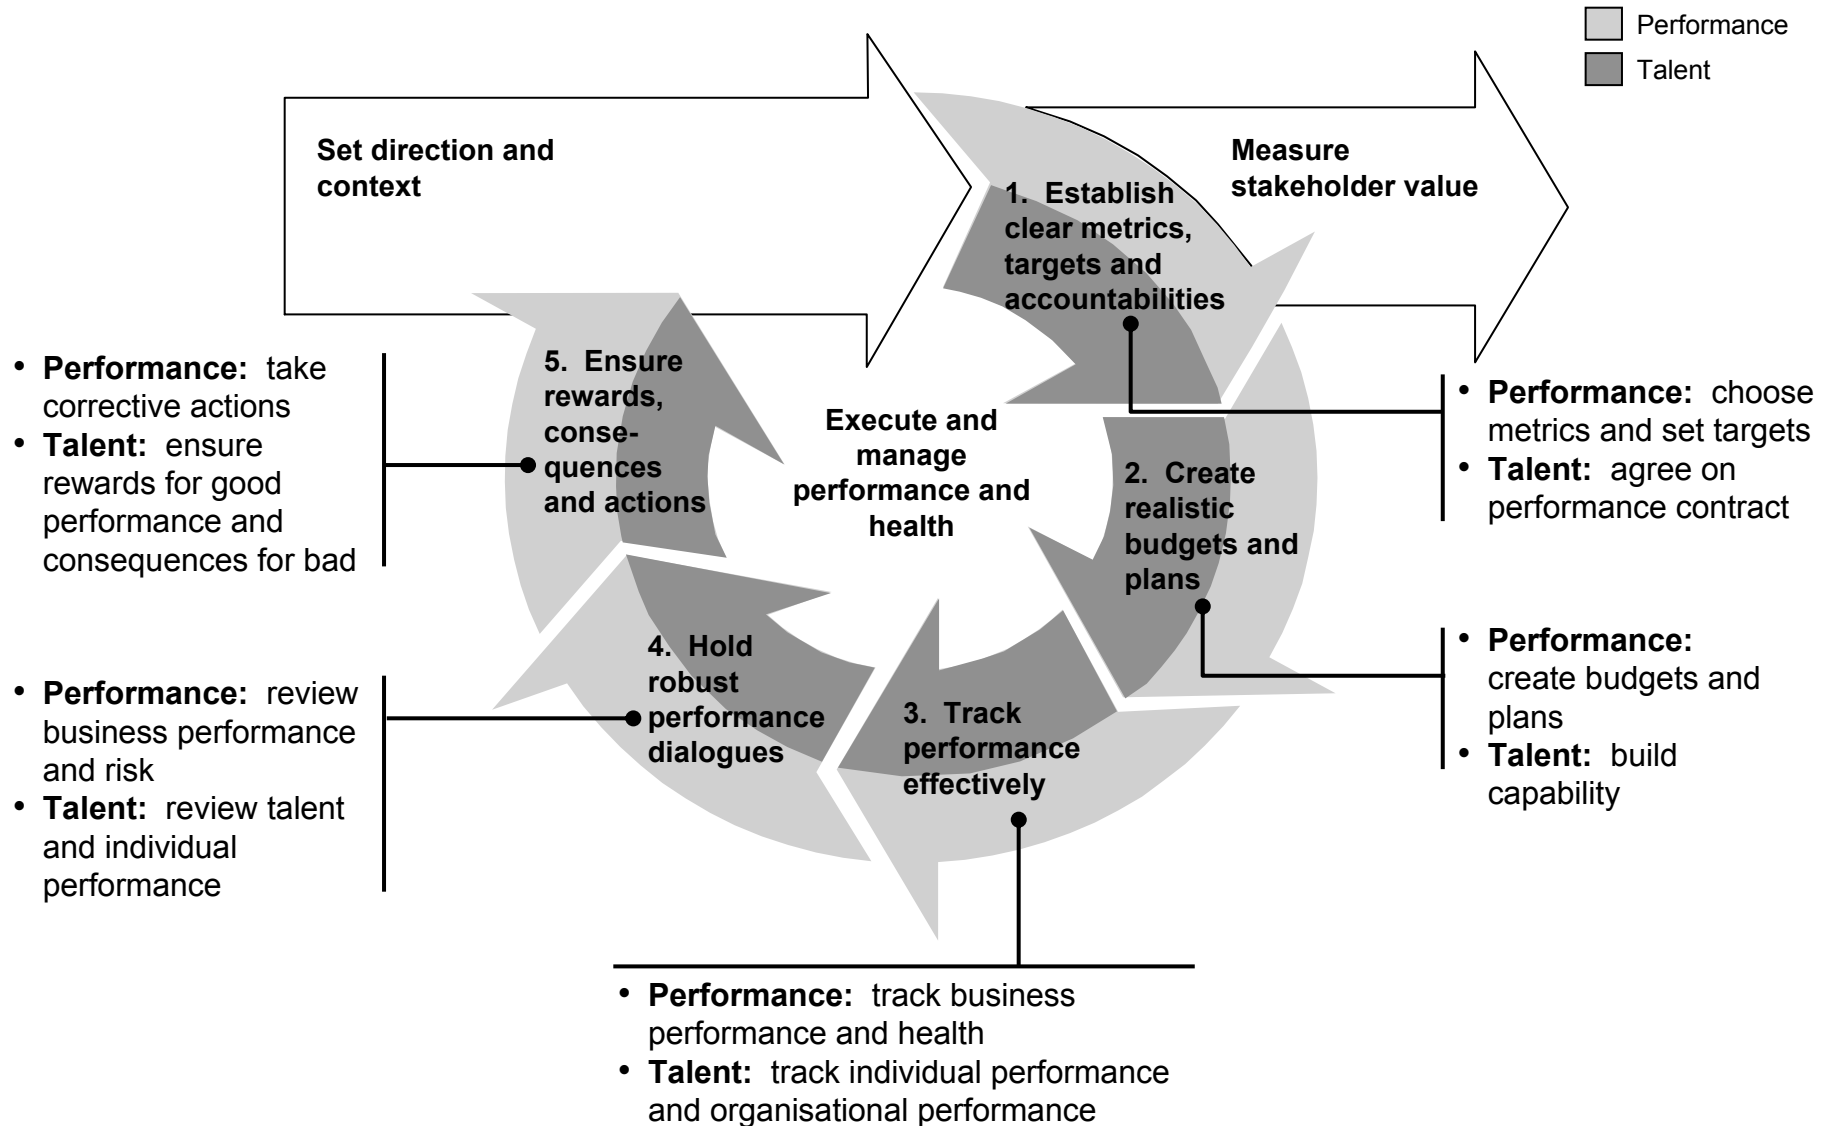 Performance
Talent
Set direction and
context
Measure
stakeholder value
1. Establish
clear metrics,
targets and
accountabilities
5. Ensure
rewards,
conse-
quences
and actions
Execute and
manage
performance and
health
2. Create
realistic
budgets and
plans
4. Hold
robust
performance
dialogues
3. Track
performance
effectively
• Performance: take
corrective actions
• Talent: ensure
rewards for good
performance and
consequences for bad
• Performance: choose
metrics and set targets
• Talent: agree on
performance contract
• Performance: review
business performance
and risk
• Talent: review talent
and individual
performance
• Performance:
create budgets and
plans
• Talent: build
capability
• Performance: track business
performance and health
• Talent: track individual performance
and organisational performance